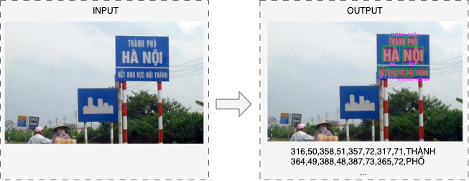 INPUT
OUTPUT
THÀNH PHỐ
HÀ NỘI
HẾT KHU VỰC NỘI THÀNH
THÀNH PHỐ
HÀ NỘI
HẾT KHU VỰC NỘI THÀNH
316,50,358,51,357,72,317,71,THÀNH
364,49,388,48,387,73,365,72,PHỐ
...